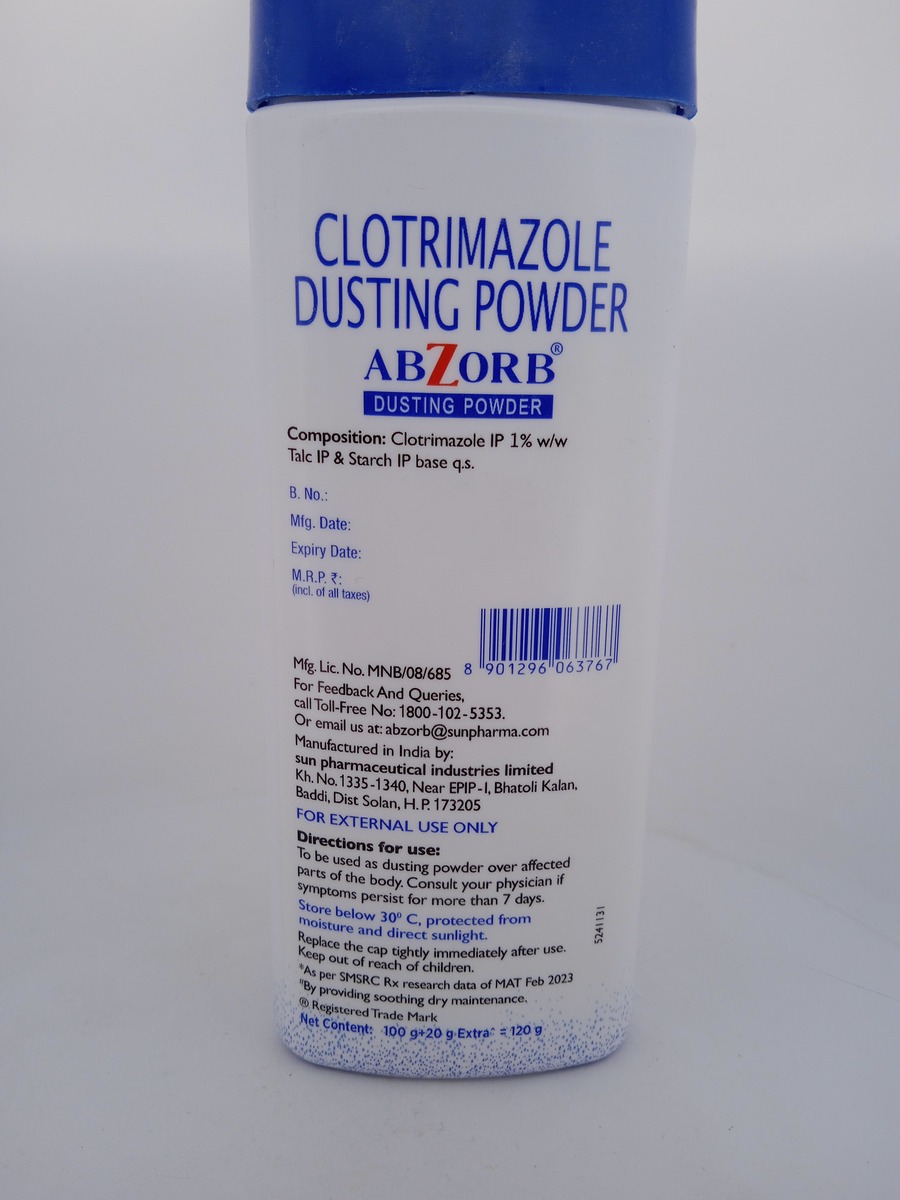 CLOTRIMAZOLE
DUSTING POWDER
ABZORB®
DUSTING POWDER
Composition: Clotrimazole IP 1% w/w
Talc IP & Starch IP base q.s.
B. No.:
Mfg. Date:
Expiry Date:
M.R.P. ₹:
(incl. of all taxes)
8 901296 063767
Mfg. Lic. No. MNB/08/685
For Feedback And Queries,
call Toll-Free No: 1800-102-5353.
Or email us at: abzorb@sunpharma.com
Manufactured in India by:
sun pharmaceutical industries limited
Kh. No. 1335-1340, Near EPIP-I, Bhatoli Kalan,
Baddi, Dist Solan, H. P. 173205
FOR EXTERNAL USE ONLY
Directions for use:
To be used as dusting powder over affected
parts of the body. Consult your physician if
symptoms persist for more than 7 days.
Store below 30⁰ C, protected from
moisture and direct sunlight.
5241131
Replace the cap tightly immediately after use.
Keep out of reach of children.
*As per SMSRC Rx research data of MAT Feb 2023
#By providing soothing dry maintenance.
® Registered Trade Mark
Net Content: 100 g+20 g Extra^ = 120 g